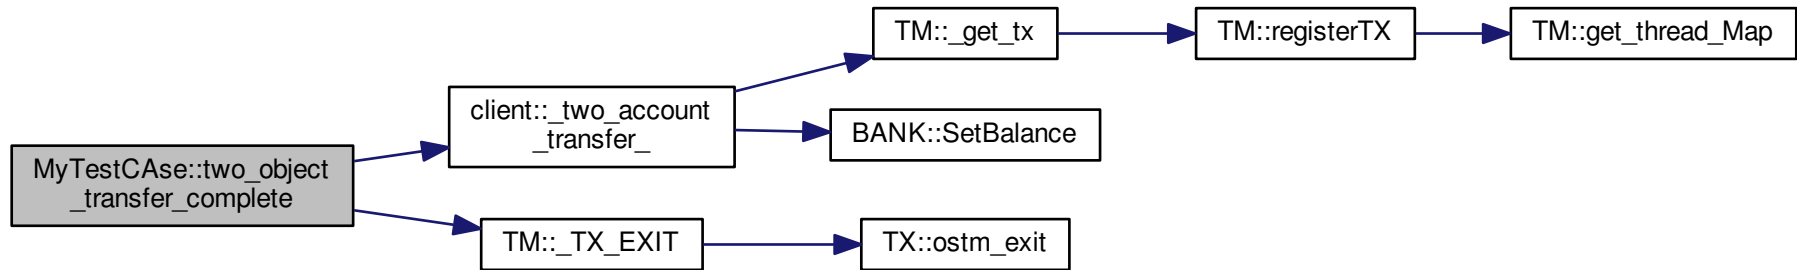 MyTestCAse::two_object
_transfer_complete
client::_two_account
_transfer_
TM::_get_tx
TM::registerTX
TM::get_thread_Map
BANK::SetBalance
TM::_TX_EXIT
TX::ostm_exit